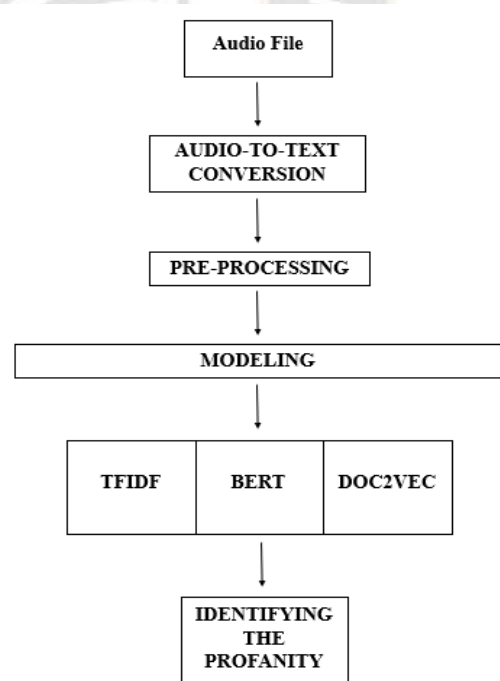 Audio File
AUDIO-TO-TEXT
CONVERSION
PRE-PROCESSING
MODELING
TFIDF
BERT
DOC2VEC
IDENTIFYING
THE
PROFANITY